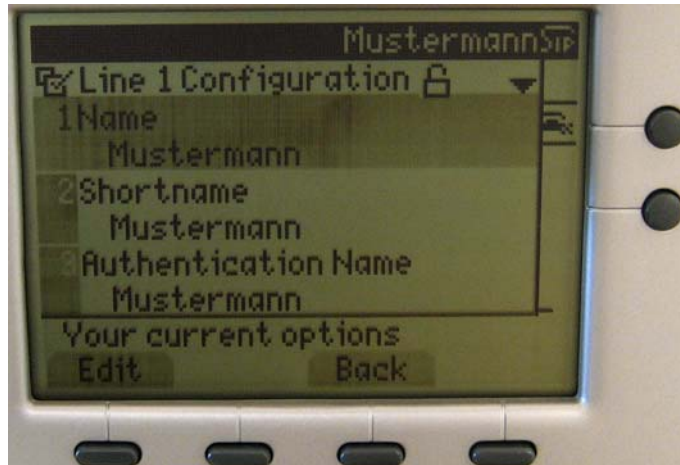 MustermannSIP
Line 1 Configuration
1 Name
Mustermann
2 Shortname
Mustermann
3 Authentication Name
Mustermann
Your current options
Edit Back